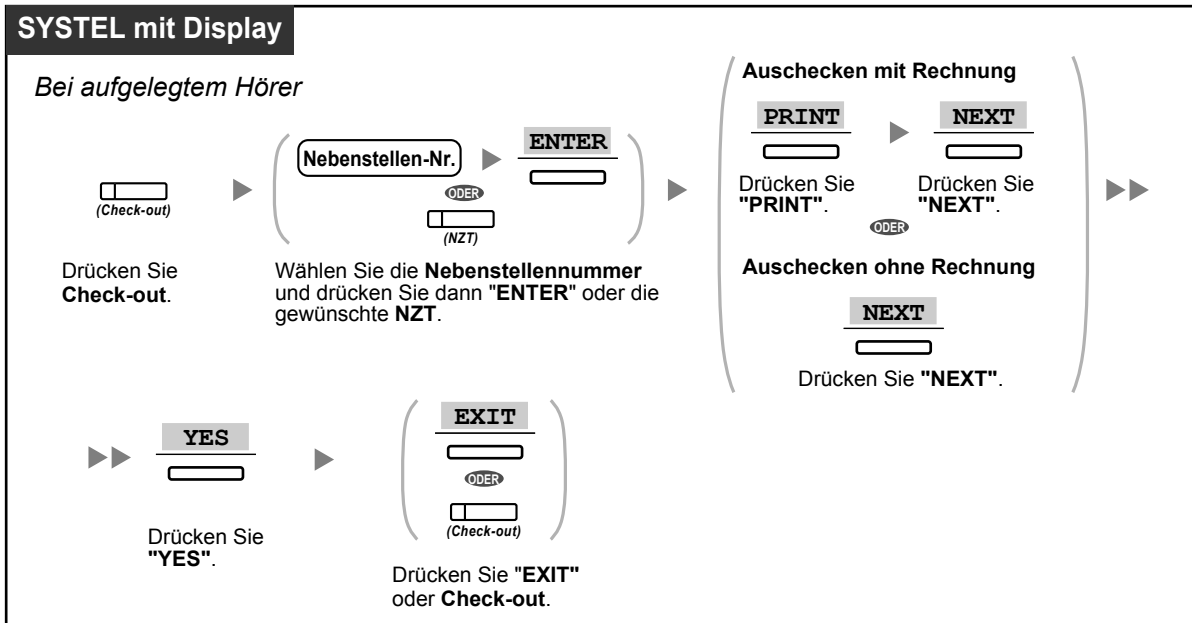 SYSTEL mit Display
Bei aufgelegtem Hörer
(Check-out)
Drücken Sie
Check-out.
Nebenstellen-Nr.
ENTER
ODER
(NZT)
Wählen Sie die Nebenstellennummer
und drücken Sie dann "ENTER" oder die
gewünschte NZT.
Auschecken mit Rechnung
PRINT
NEXT
Drücken Sie
"PRINT".
Drücken Sie
"NEXT".
ODER
Auschecken ohne Rechnung
NEXT
Drücken Sie "NEXT".
YES
Drücken Sie
"YES".
EXIT
ODER
(Check-out)
Drücken Sie "EXIT"
oder Check-out.